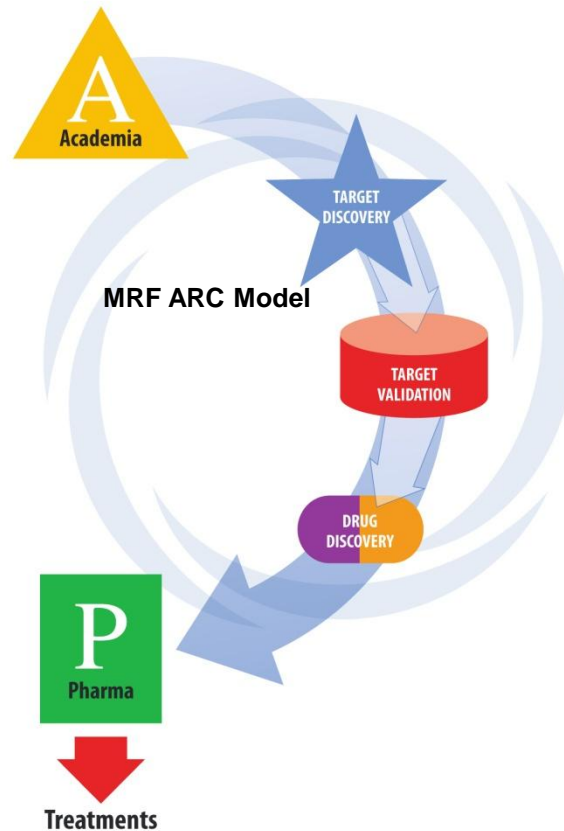 A
Academia
TARGET
DISCOVERY
MRF ARC Model
TARGET
VALIDATION
DRUG
DISCOVERY
P
Pharma
Treatments